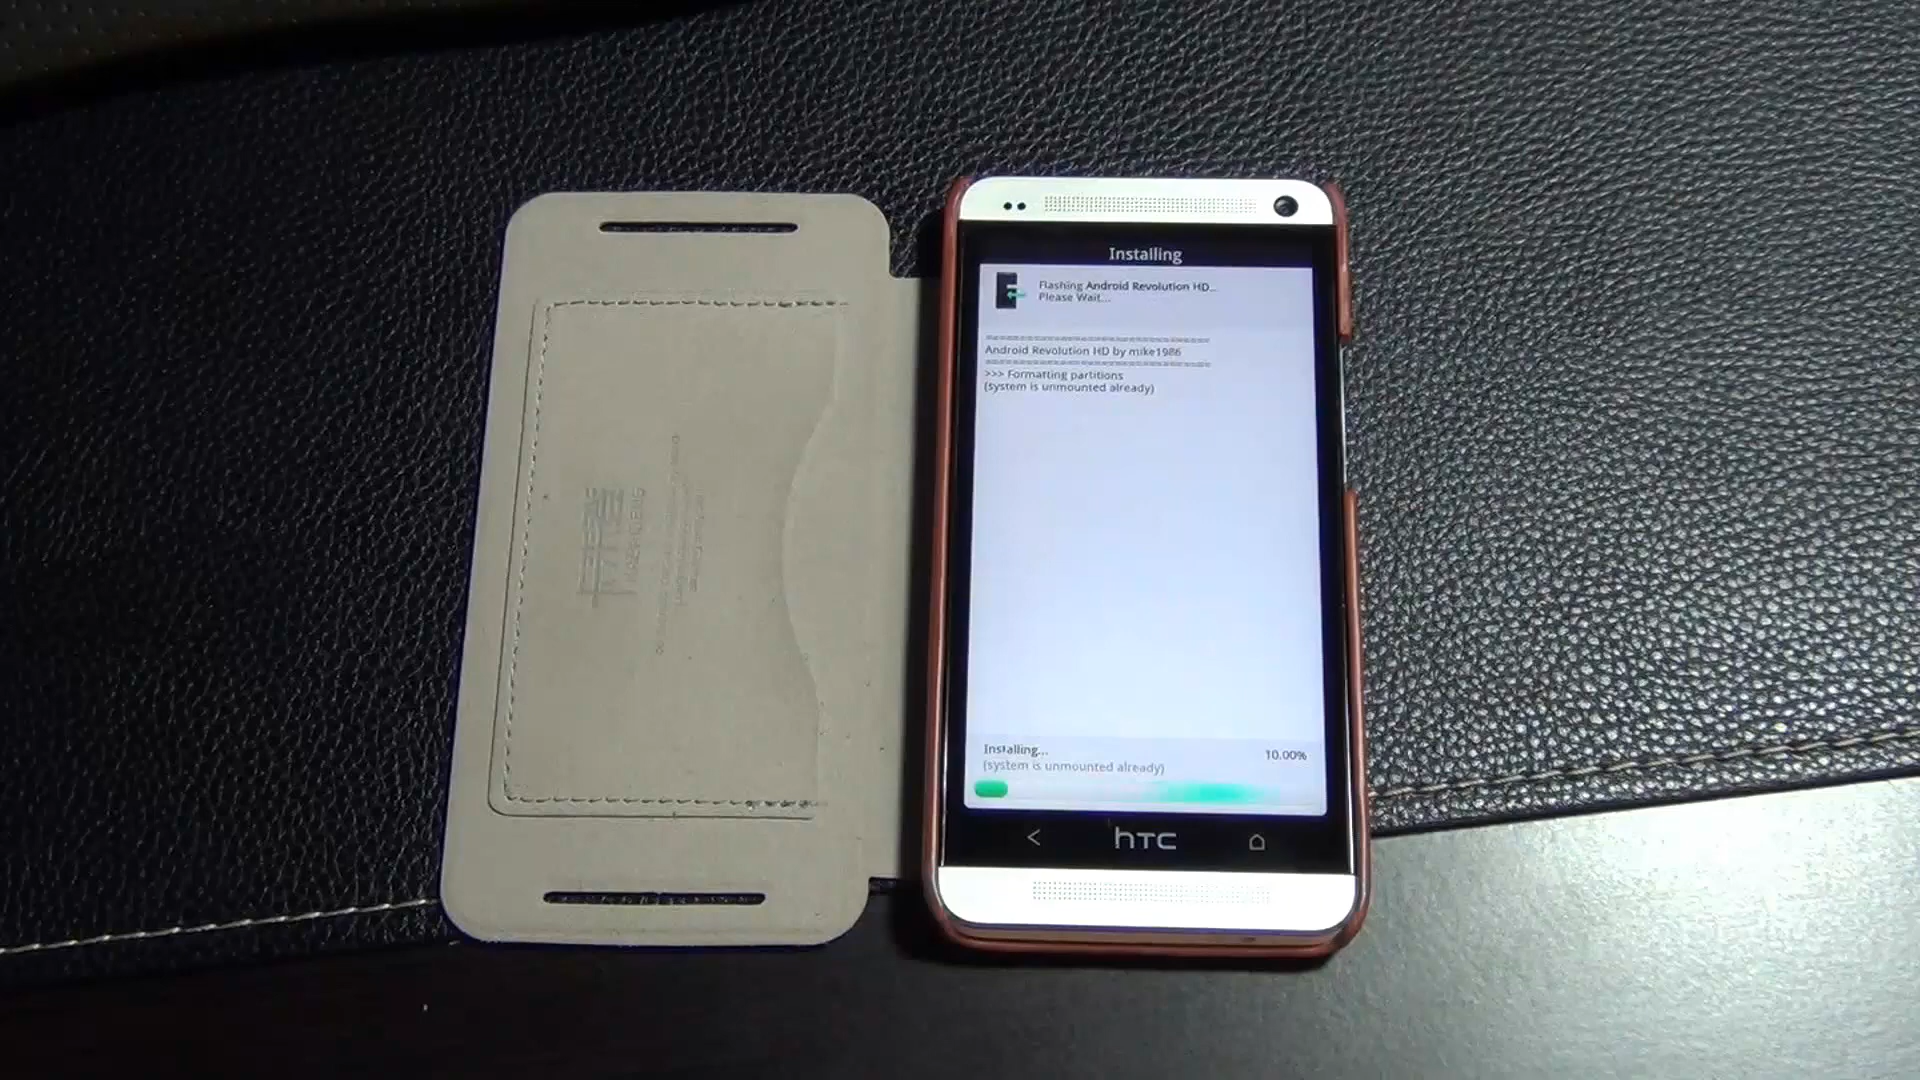 Installing
Flashing Android Revolution HD...
Please Wait...
Android Revolution HD by mike1986
>>> Formatting partitions
(system is unmounted already)
Installing...
10.00%
(system is unmounted already)
hTC